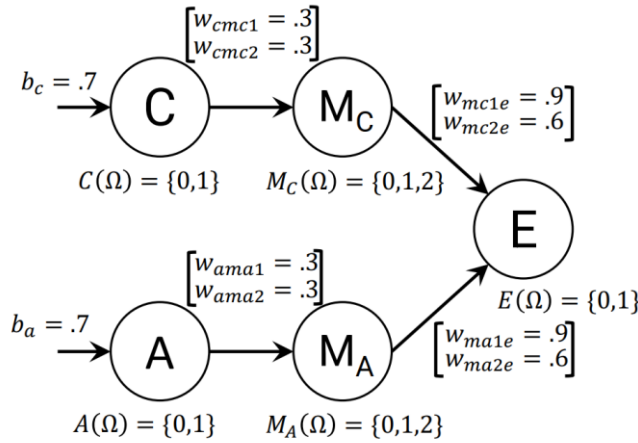 [w_cmc1 = .3
w_cmc2 = .3]
b_c = .7
C
M_C
[w_mc1e = .9
w_mc2e = .6]
C(Ω) = {0,1}
M_C(Ω) = {0,1,2}
E
[w_ama1 = .3
w_ama2 = .3]
E(Ω) = {0,1}
b_a = .7
A
M_A
[w_ma1e = .9
w_ma2e = .6]
A(Ω) = {0,1}
M_A(Ω) = {0,1,2}